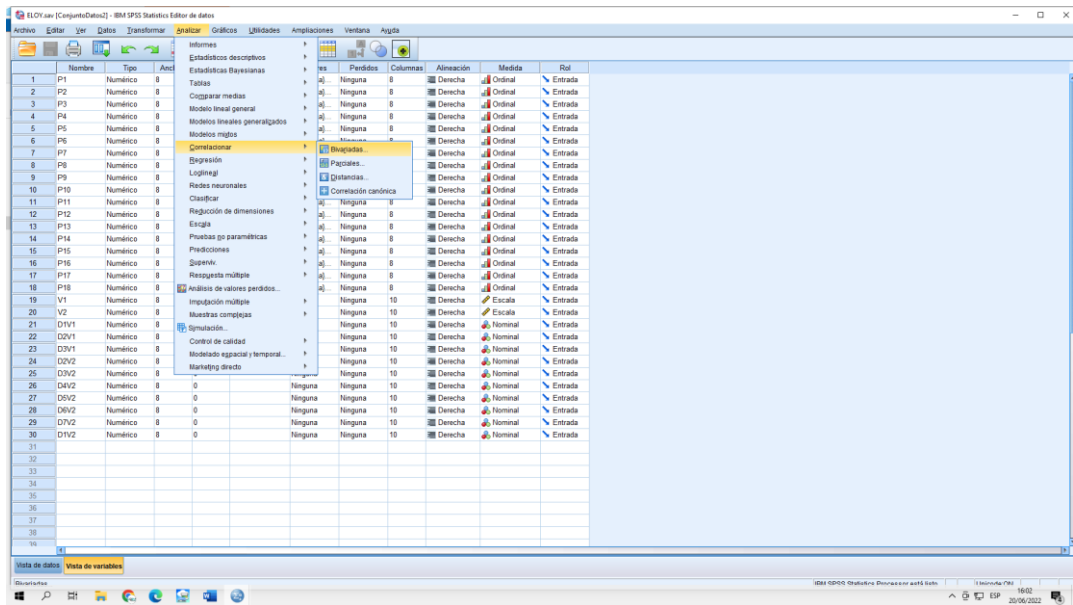 ELOY.sav [ConjuntoDatos2] - IBM SPSS Statistics Editor de datos
Archivo Editar Ver Datos Transformar Analizar Gráficos Utilidades Ampliaciones Ventana Ayuda
Informes
Estadísticos descriptivos
Estadísticas Bayesianas
Tablas
Comparar medias
Modelo lineal general
Modelos lineales generalizados
Modelos mixtos
Correlacionar
Regresión
Loglineal
Redes neuronales
Clasificar
Reducción de dimensiones
Escala
Pruebas no paramétricas
Predicciones
Superviv.
Respuesta múltiple
Análisis de valores perdidos...
Imputación múltiple
Muestras complejas
Simulación...
Control de calidad
Modelado espacial y temporal...
Marketing directo
Bivariadas...
Parciales...
Distancias...
Correlación canónica
Nombre Tipo Perdidos Columnas Alineación Medida Rol
1 P1 Numérico 8 Ninguna 8 Derecha Ordinal Entrada
2 P2 Numérico 8 Ninguna 8 Derecha Ordinal Entrada
3 P3 Numérico 8 Ninguna 8 Derecha Ordinal Entrada
4 P4 Numérico 8 Ninguna 8 Derecha Ordinal Entrada
5 P5 Numérico 8 Ninguna 8 Derecha Ordinal Entrada
6 P6 Numérico 8 Derecha Ordinal Entrada
7 P7 Numérico 8 Derecha Ordinal Entrada
8 P8 Numérico 8 Derecha Ordinal Entrada
9 P9 Numérico 8 Derecha Ordinal Entrada
10 P10 Numérico 8 Derecha Ordinal Entrada
11 P11 Numérico 8 Ninguna 8 Derecha Ordinal Entrada
12 P12 Numérico 8 Ninguna 8 Derecha Ordinal Entrada
13 P13 Numérico 8 Ninguna 8 Derecha Ordinal Entrada
14 P14 Numérico 8 Ninguna 8 Derecha Ordinal Entrada
15 P15 Numérico 8 Ninguna 8 Derecha Ordinal Entrada
16 P16 Numérico 8 Ninguna 8 Derecha Ordinal Entrada
17 P17 Numérico 8 Ninguna 8 Derecha Ordinal Entrada
18 P18 Numérico 8 Ninguna 8 Derecha Ordinal Entrada
19 V1 Numérico 8 Ninguna 10 Derecha Escala Entrada
20 V2 Numérico 8 Ninguna 10 Derecha Escala Entrada
21 D1V1 Numérico 8 Ninguna 10 Derecha Nominal Entrada
22 D2V1 Numérico 8 Ninguna 10 Derecha Nominal Entrada
23 D3V1 Numérico 8 Ninguna 10 Derecha Nominal Entrada
24 D2V2 Numérico 8 Ninguna 10 Derecha Nominal Entrada
25 D3V2 Numérico 8 Ninguna 10 Derecha Nominal Entrada
26 D4V2 Numérico 8 0 Ninguna Ninguna 10 Derecha Nominal Entrada
27 D5V2 Numérico 8 0 Ninguna Ninguna 10 Derecha Nominal Entrada
28 D6V2 Numérico 8 0 Ninguna Ninguna 10 Derecha Nominal Entrada
29 D7V2 Numérico 8 0 Ninguna Ninguna 10 Derecha Nominal Entrada
30 D1V2 Numérico 8 0 Ninguna Ninguna 10 Derecha Nominal Entrada
31
32
33
34
35
36
37
38
39
Vista de datos Vista de variables
Bivariadas IBM SPSS Statistics Processor está listo Unicode:ON
ESP 16:02
20/06/2022